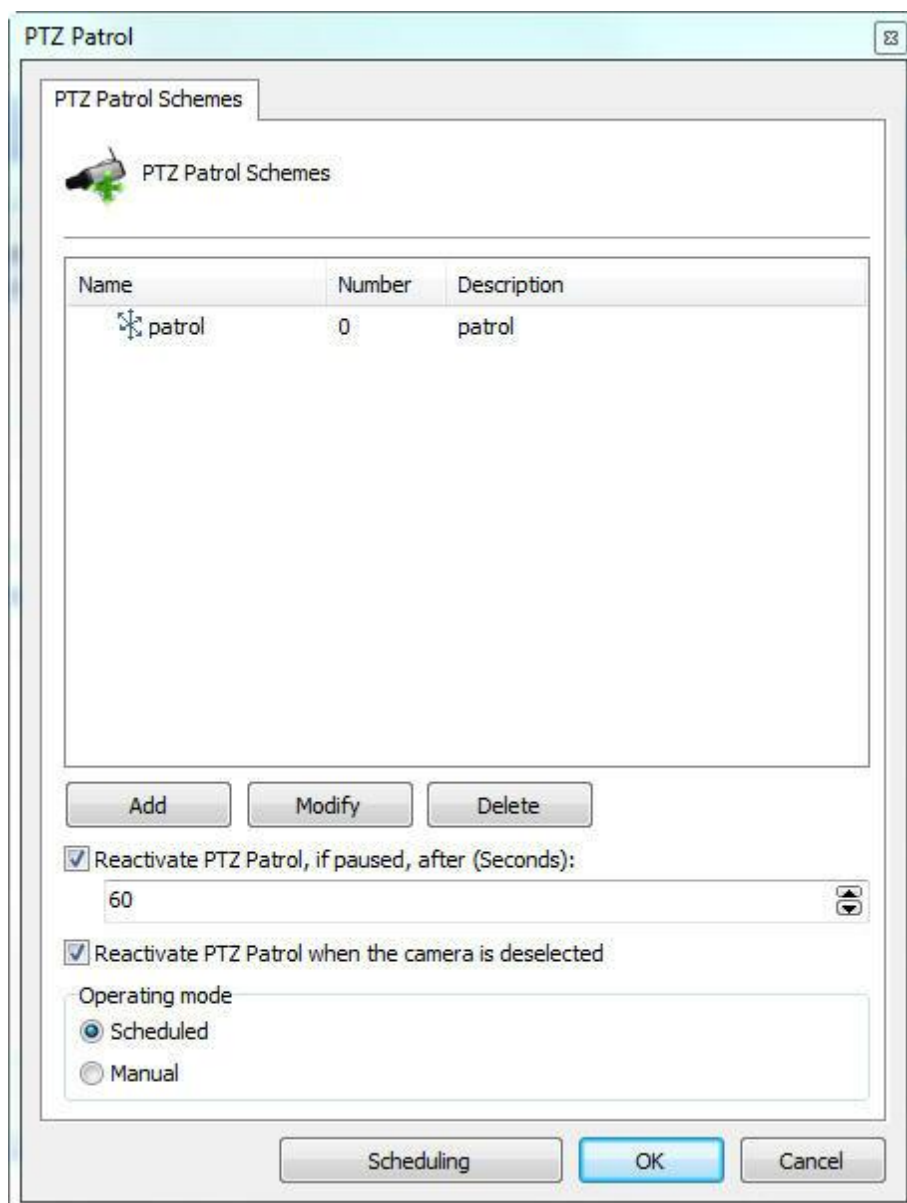 PTZ Patrol
PTZ Patrol Schemes
PTZ Patrol Schemes
Name Number Description
patrol 0 patrol
Add Modify Delete
Reactivate PTZ Patrol, if paused, after (Seconds):
60
Reactivate PTZ Patrol when the camera is deselected
Operating mode
Scheduled
Manual
Scheduling OK Cancel